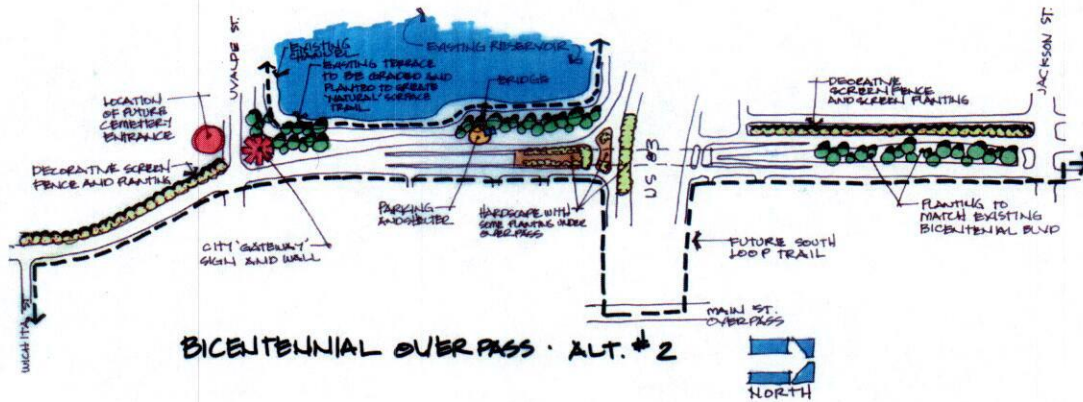 UVALDE ST.
EXISTING
CHANNEL
EXISTING RESERVOIR
EXISTING TERRACE
TO BE GRADED AND
PLANTED TO CREATE
'NATURAL' SURFACE
TRAIL
BRIDGE
LOCATION
OF FUTURE
CEMETERY
ENTRANCE
DECORATIVE SCREEN
FENCE AND PLANTING
CITY 'GATEWAY'
SIGN AND WALL
PARKING
AND SHELTER
HARDSCAPE WITH
SOME PLANTING UNDER
OVERPASS
US 83
DECORATIVE
SCREEN FENCE
AND SCREEN PLANTING
JACKSON ST.
PLANTING TO
MATCH EXISTING
BICENTENIAL BLVD
FUTURE SOUTH
LOOP TRAIL
MAIN ST.
OVERPASS
WICHITA ST.
BICENTENNIAL OVERPASS · ALT. #2
NORTH